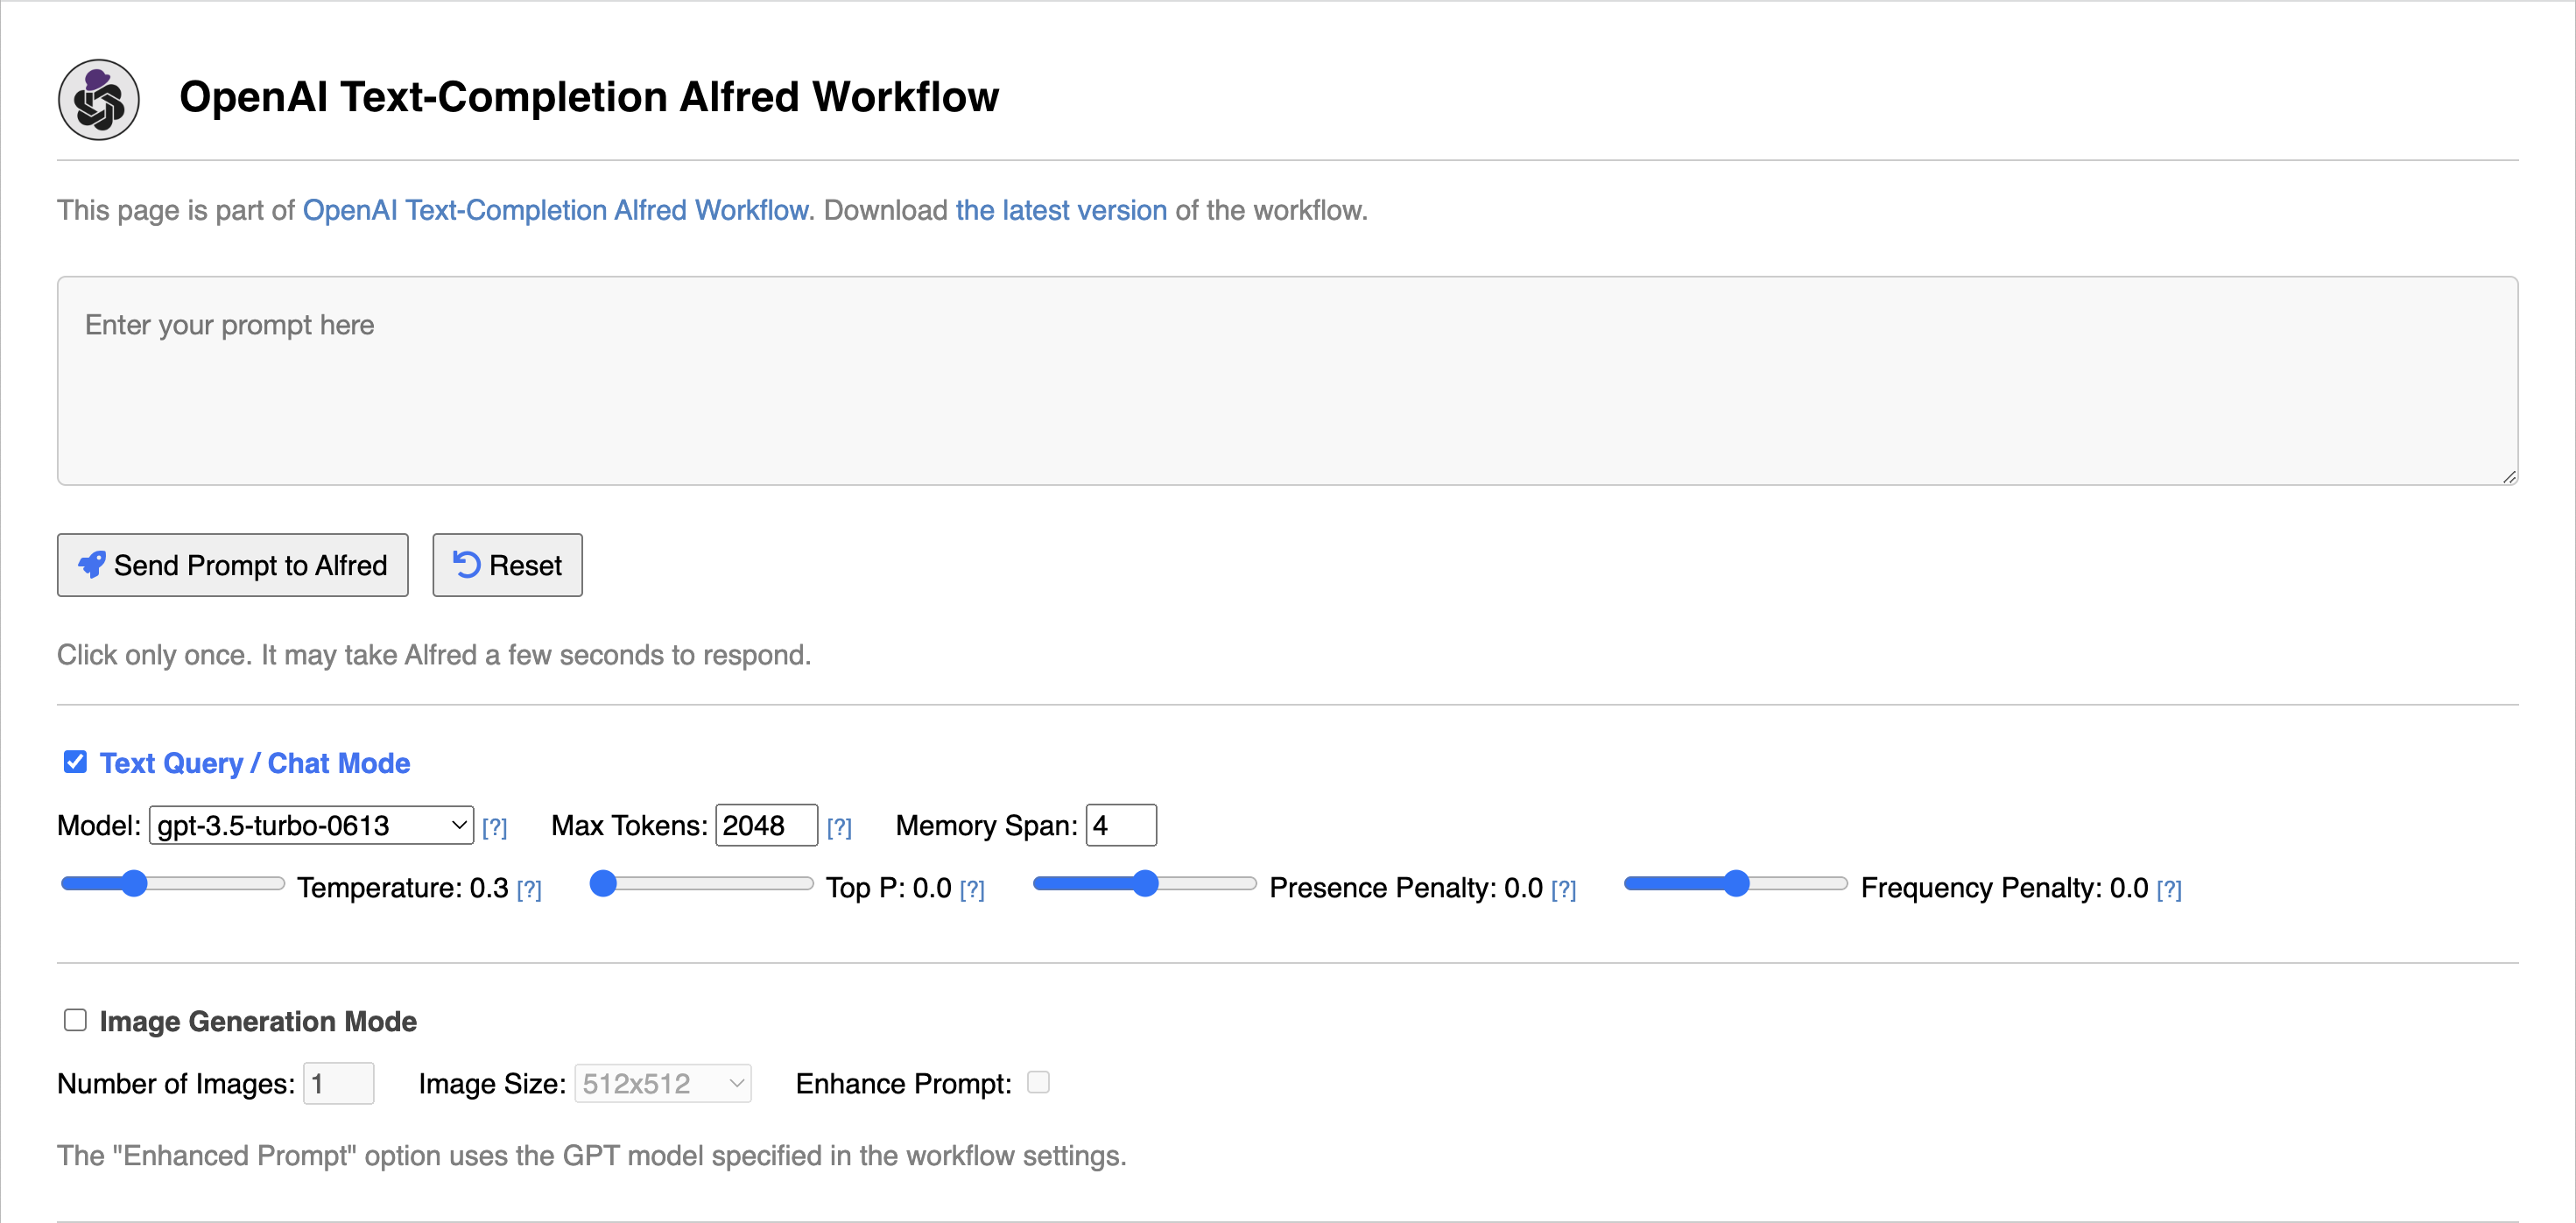 OpenAI Text-Completion Alfred Workflow
This page is part of OpenAI Text-Completion Alfred Workflow. Download the latest version of the workflow.
Enter your prompt here
Send Prompt to Alfred Reset
Click only once. It may take Alfred a few seconds to respond.
Text Query / Chat Mode
Model: gpt-3.5-turbo-0613 [?] Max Tokens: 2048 [?] Memory Span: 4
Temperature: 0.3 [?] Top P: 0.0 [?] Presence Penalty: 0.0 [?] Frequency Penalty: 0.0 [?]
Image Generation Mode
Number of Images: 1 Image Size: 512x512 Enhance Prompt:
The "Enhanced Prompt" option uses the GPT model specified in the workflow settings.